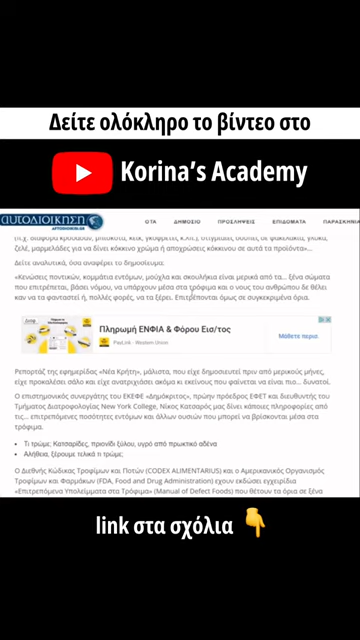 Δείτε ολόκληρο το βίντεο στο
Korina's Academy
αυτοδιοικηση
ΟΤΑ ΔΗΜΟΣΙΟ ΠΡΟΣΛΗΨΕΙΣ ΕΠΙΔΟΜΑΤΑ ΠΑΡΑΣΚΗΝΙΑ
ζελέ, μαρμελάδες για να δίνει κόκκινο χρώμα ή αποχρώσεις κόκκινου σε αυτά τα προϊόντα».
Δείτε αναλυτικά, όσα αναφέρει το δημοσίευμα.
«Κενώσεις ποντικών, κομμάτια εντόμων, μούχλα και σκουλήκια είναι μερικά από τα… ξένα σώματα
που επιτρέπεται, βάσει νόμου, να υπάρχουν μέσα στα τρόφιμα και ο νους του ανθρώπου δε θέλει
καν να τα φανταστεί ή, πολλές φορές, να τα ξέρει. Επιτρέπονται όμως σε συγκεκριμένα όρια.
Πληρωμή ΕΝΦΙΑ & Φόρου Εισ/τος
Μάθετε περισ
Ρεπορτάζ της εφημερίδας «Νέα Κρήτη», μάλιστα, που είχε δημοσιευτεί πριν από μερικούς μήνες,
είχε προκαλέσει σάλο και είχε ανατριχιάσει ακόμα κι εκείνους που φαίνεται να είναι πιο… δυνατοί.
Ο επιστημονικός συνεργάτης του ΕΚΕΦΕ «Δημόκριτος», πρώην πρόεδρος ΕΦΕΤ και διευθυντής του
Τμήματος Διατροφολογίας New York College, Νίκος Κατσαρός μας δίνει κάποιες πληροφορίες από
τις… επιτρεπόμενες ποσότητες εντόμων και άλλων ουσιών που μπορεί να βρίσκονται μέσα στα
τρόφιμα.
Τι τρώμε; Κατσαρίδες, πριονίδι ξύλου, υγρό από πρωκτικό αδένα
Αλήθεια, ξέρουμε τελικά τι τρώμε;
Ο Διεθνής Κώδικας Τροφίμων και Ποτών (CODEX ALIMENTARIUS) και ο Αμερικανικός Οργανισμός
Τροφίμων και Φαρμάκων (FDA, Food and Drug Administration) έχουν εκδώσει εγχειρίδια
«Επιτρεπόμενα Υπολείμματα στα Τρόφιμα» (Manual of Defect Foods) που θέτουν τα όρια σε ξένα
link στα σχόλια